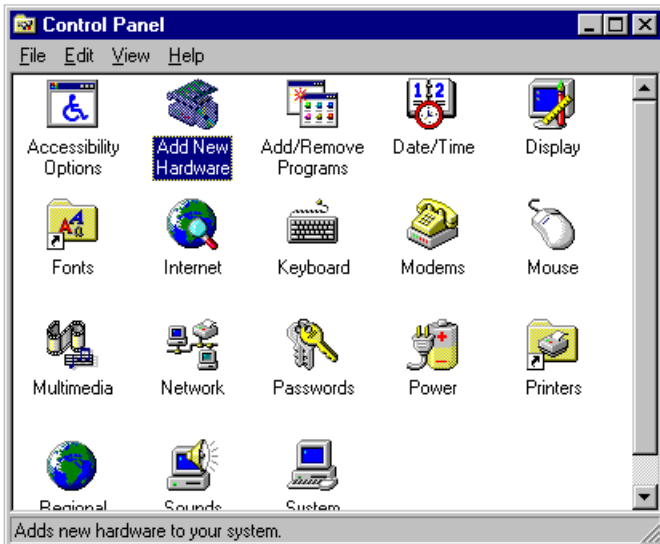 Control Panel
File Edit View Help
Accessibility Options
Add New Hardware
Add/Remove Programs
Date/Time
Display
Fonts
Internet
Keyboard
Modems
Mouse
Multimedia
Network
Passwords
Power
Printers
Regional
Sounds
System
Adds new hardware to your system.